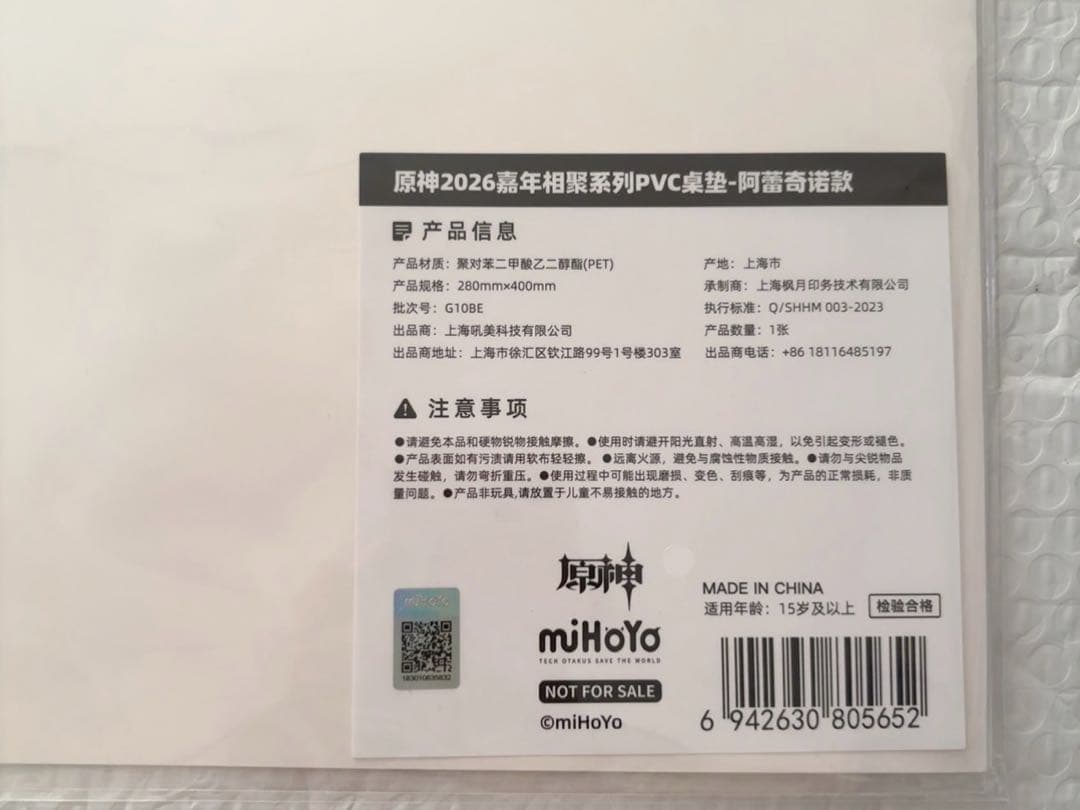 原神2026嘉年相聚系列PVC桌垫-阿蕾奇诺款
产品信息
产品材质：聚对苯二甲酸乙二醇酯(PET)
产地：上海市
产品规格：280mm×400mm
承制商：上海枫月印务技术有限公司
批次号：G10BE
执行标准：Q/SHHM 003-2023
出品商：上海吼美科技有限公司
产品数量：1张
出品商地址：上海市徐汇区钦江路99号1号楼303室
出品商电话：+86 18116485197
注意事项
●请避免本品和硬物锐物接触摩擦。●使用时请避开阳光直射、高温高湿，以免引起变形或褪色。
●产品表面如有污渍请用软布轻轻擦。●远离火源，避免与腐蚀性物质接触。●请勿与尖锐物品
发生碰触，请勿弯折重压。●使用过程中可能出现磨损、变色、刮痕等，为产品的正常损耗，非质
量问题。●产品非玩具,请放置于儿童不易接触的地方。
原神
miHoYo
TECH OTAKUS SAVE THE WORLD
NOT FOR SALE
©miHoYo
MADE IN CHINA
适用年龄：15岁及以上
检验合格
6 942630 805652
miHoYo
183010635832